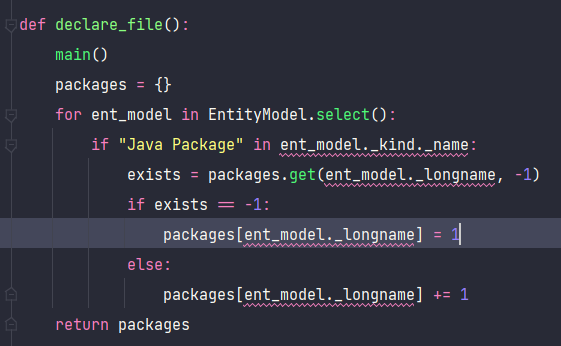 def declare_file():
    main()
    packages = {}
    for ent_model in EntityModel.select():
        if "Java Package" in ent_model._kind._name:
            exists = packages.get(ent_model._longname, -1)
            if exists == -1:
                packages[ent_model._longname] = 1
            else:
                packages[ent_model._longname] += 1
    return packages